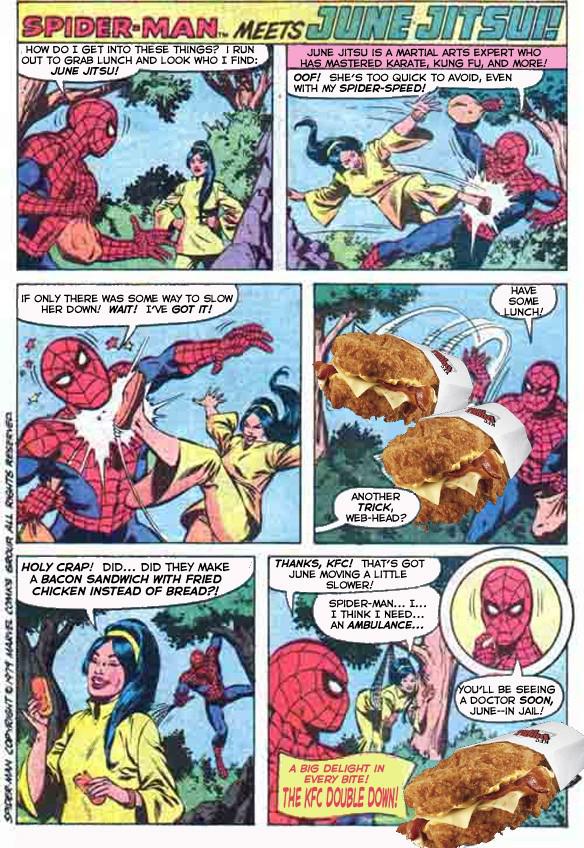 SPIDER-MAN™ MEETS JUNE JITSUI!
HOW DO I GET INTO THESE THINGS? I RUN
OUT TO GRAB LUNCH AND LOOK WHO I FIND:
JUNE JITSU!
JUNE JITSU IS A MARTIAL ARTS EXPERT WHO
HAS MASTERED KARATE, KUNG FU, AND MORE!
OOF! SHE'S TOO QUICK TO AVOID, EVEN
WITH MY SPIDER-SPEED!
IF ONLY THERE WAS SOME WAY TO SLOW
HER DOWN! WAIT! I'VE GOT IT!
HAVE
SOME
LUNCH!
ANOTHER
TRICK,
WEB-HEAD?
HOLY CRAP! DID... DID THEY MAKE
A BACON SANDWICH WITH FRIED
CHICKEN INSTEAD OF BREAD?!
THANKS, KFC! THAT'S GOT
JUNE MOVING A LITTLE
SLOWER!
SPIDER-MAN... I...
I THINK I NEED...
AN AMBULANCE...
YOU'LL BE SEEING
A DOCTOR SOON,
JUNE--IN JAIL!
A BIG DELIGHT IN
EVERY BITE!
THE KFC DOUBLE DOWN!
SPIDER-MAN COPYRIGHT © 1979 MARVEL COMICS GROUP. ALL RIGHTS RESERVED.